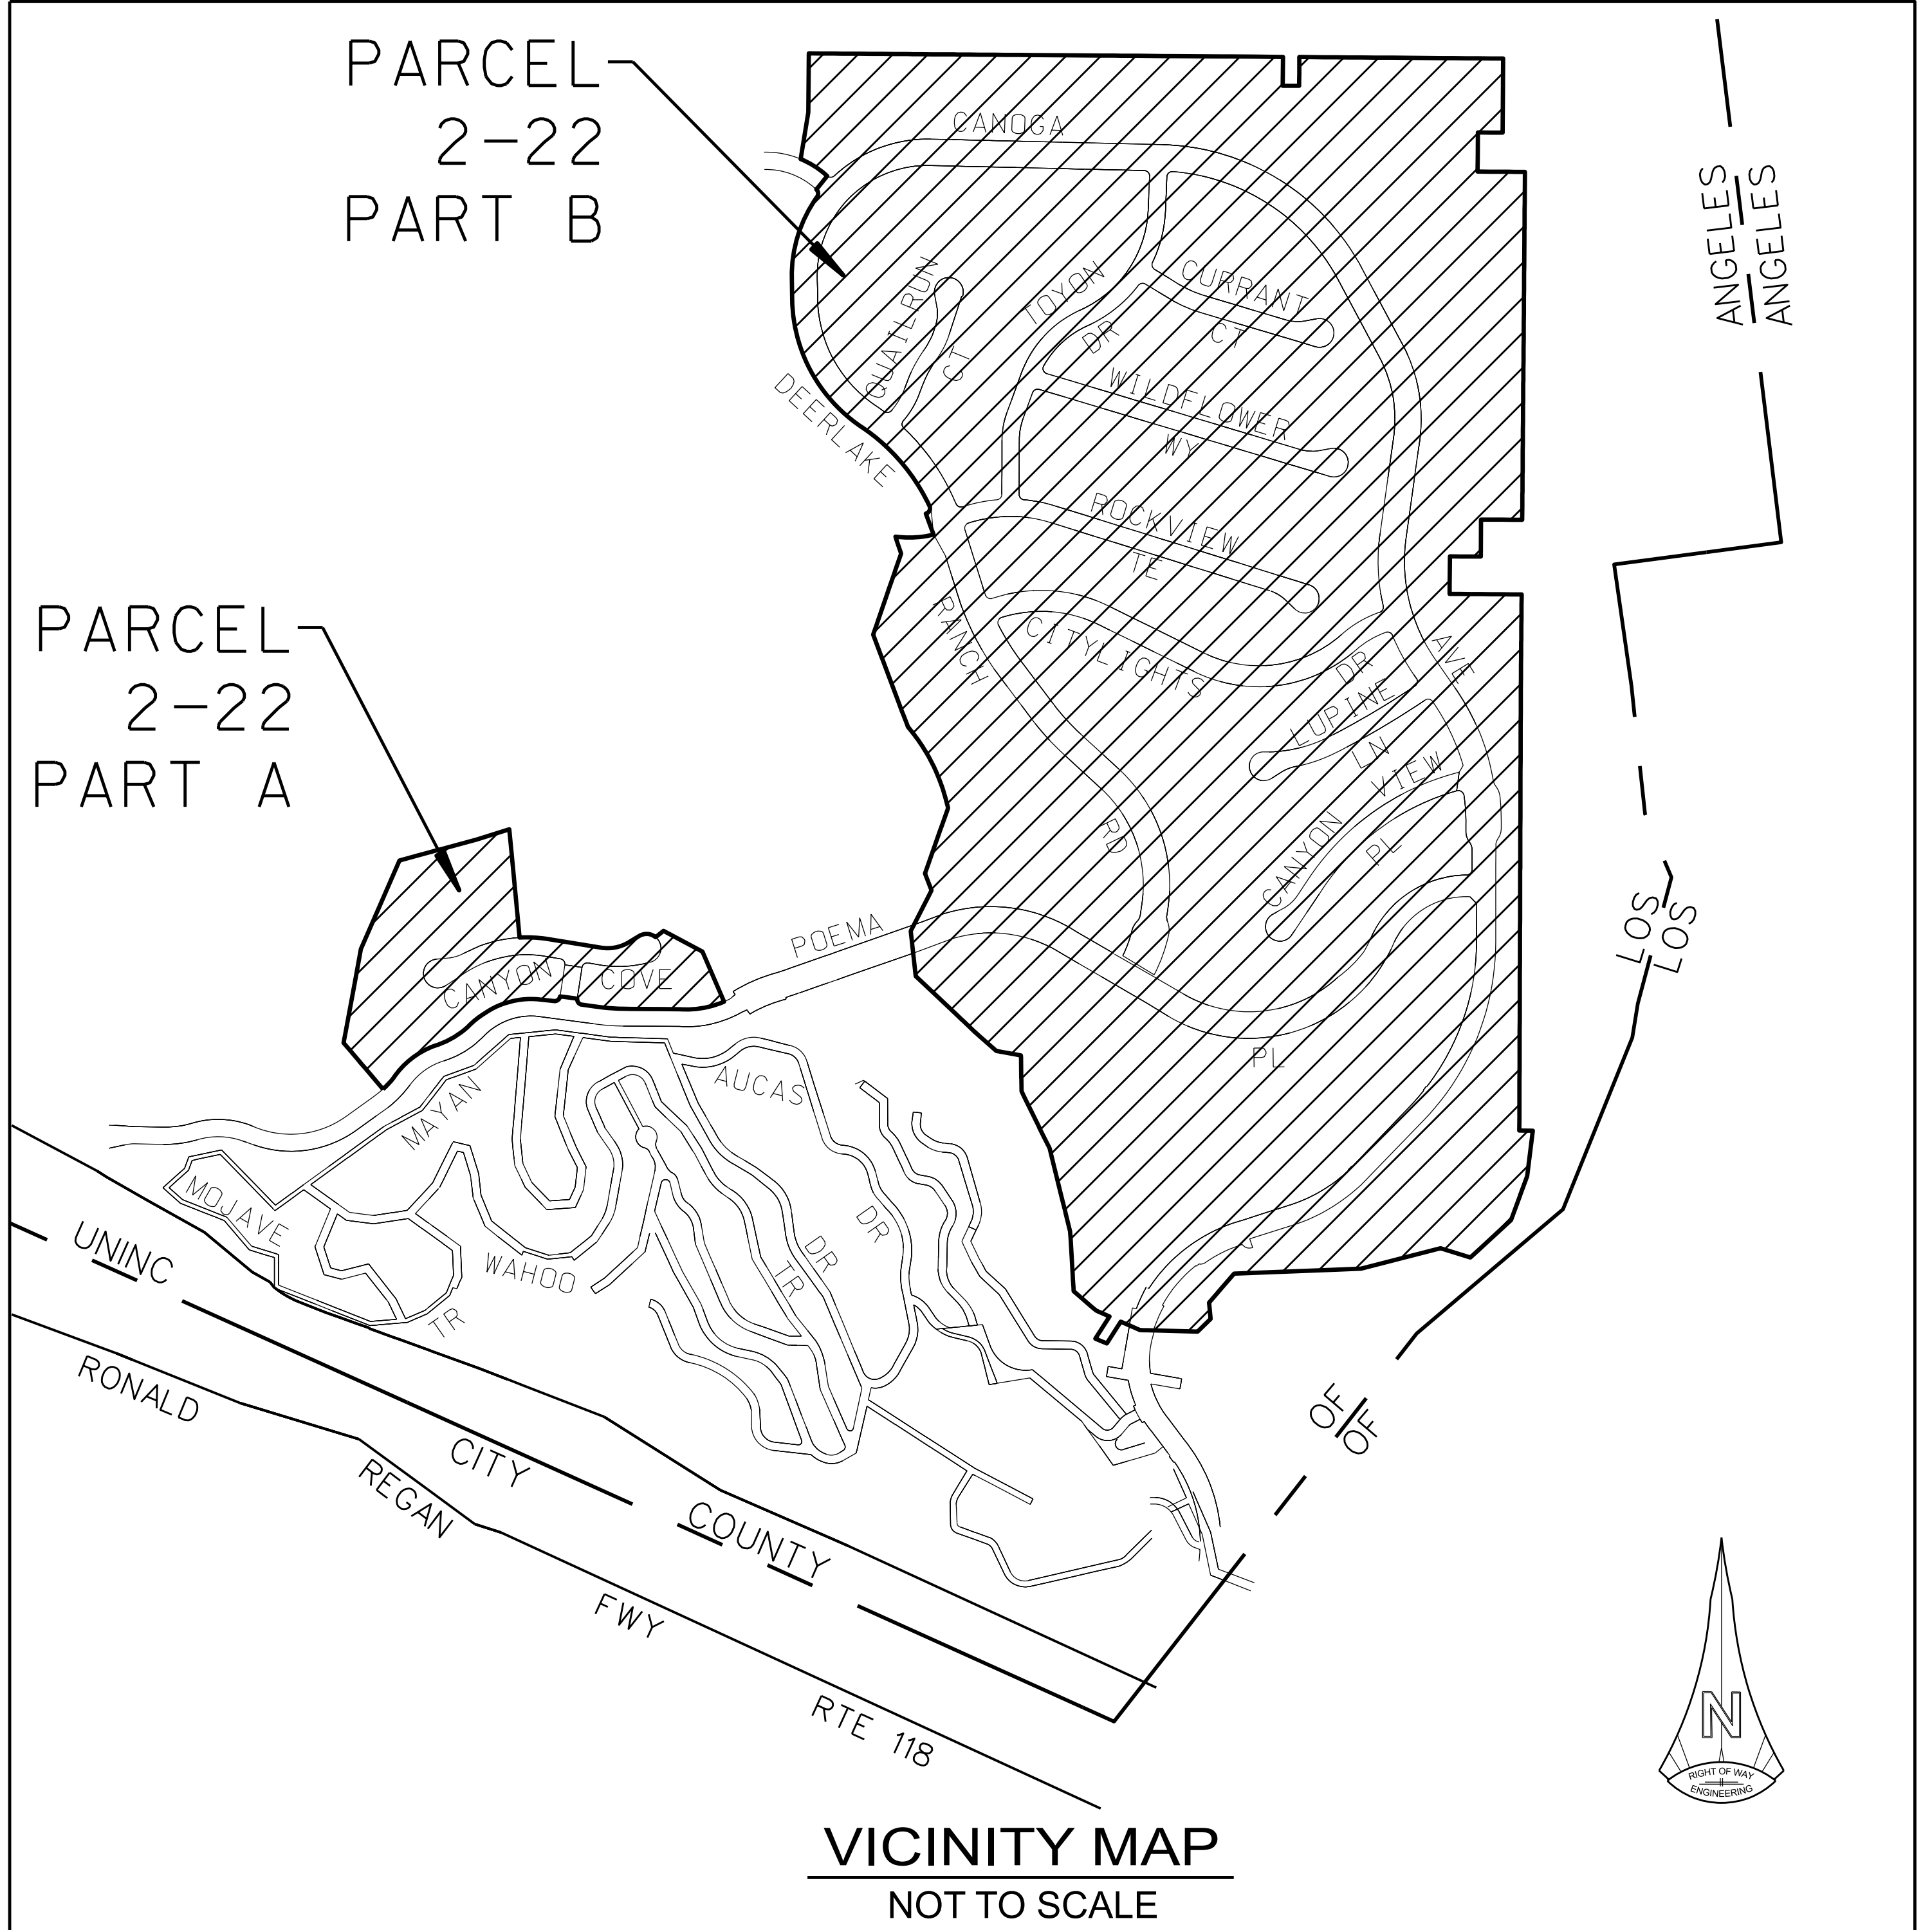 PARCEL
2-22
PART B
CANOGA
ANGELES
ANGELES
QUAILRUN
CT
TOYON
DR
CURRANT
CT
DEERLAKE
WILDFLOWER
WY
ROCKVIEW
TE
PARCEL
2-22
PART A
RANCH
CITYLIGHTS
DR
AVE
LUPINE
LN
VIEW
CANYON
PL
RD
POEMA
LOS
LOS
CANYON
COVE
PL
MAYAN
AUCAS
MOJAVE
DR
DR
TR
WAHOO
TR
UNINC
RONALD
CITY
REGAN
COUNTY
OF
OF
FWY
RTE 118
N
RIGHT OF WAY
ENGINEERING
VICINITY MAP
NOT TO SCALE